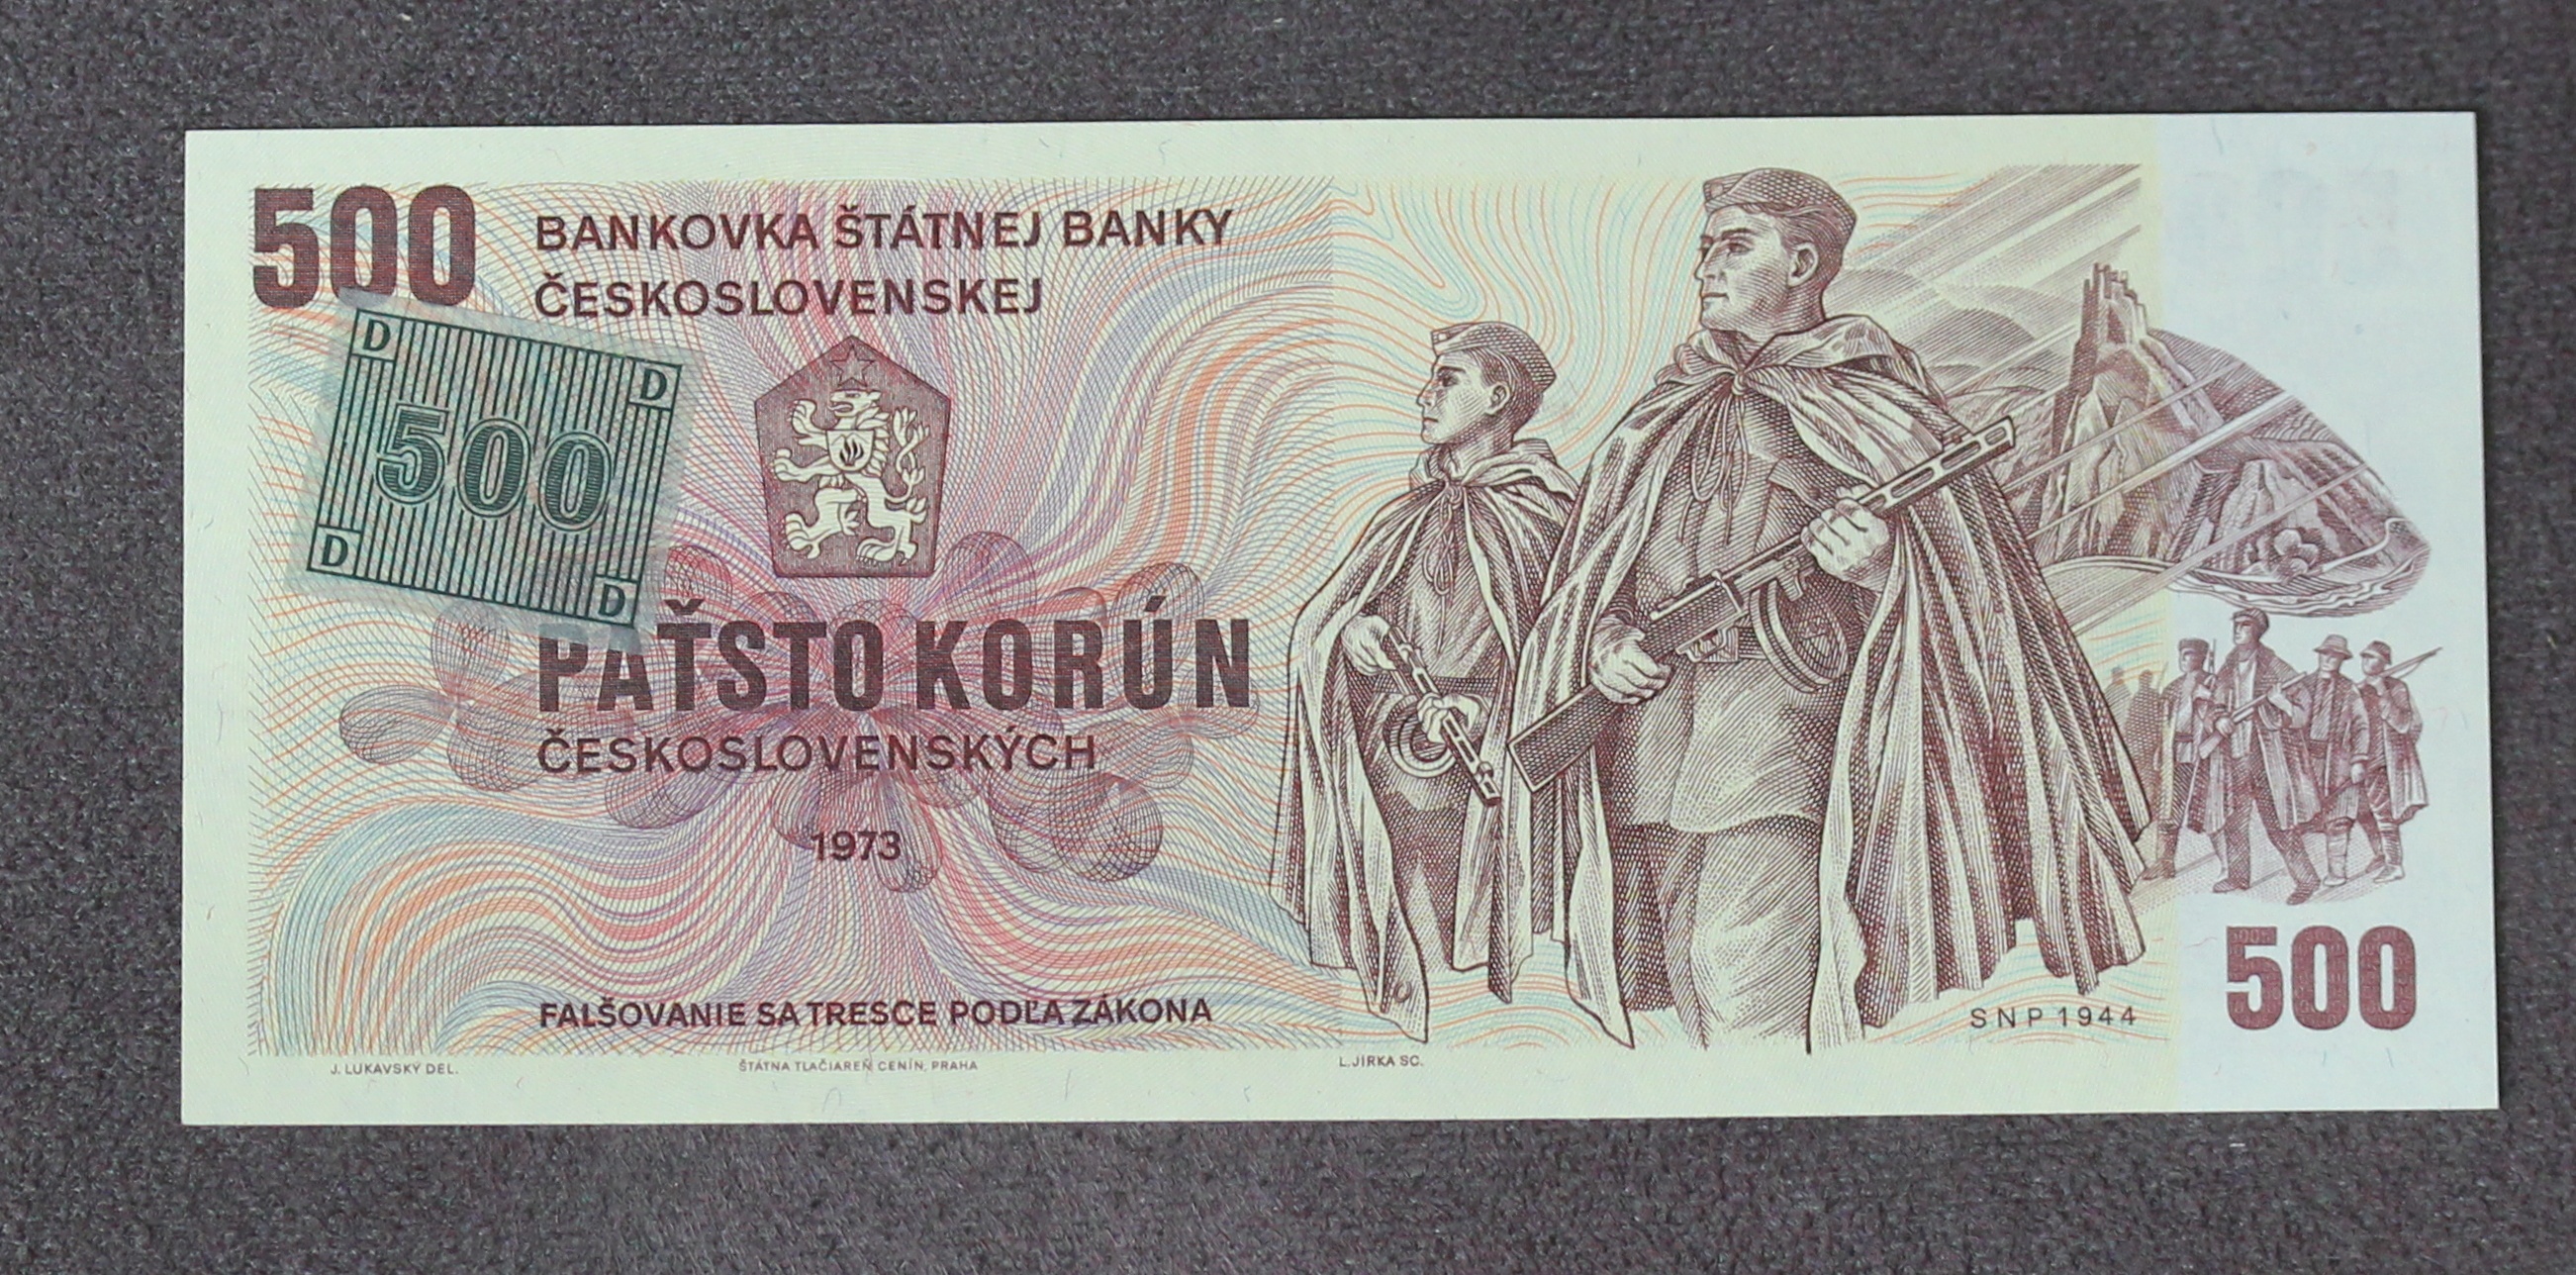 500
BANKOVKA ŠTÁTNEJ BANKY
ČESKOSLOVENSKEJ
D
D
500
D
D
PÄŤSTO KORÚN
ČESKOSLOVENSKÝCH
1973
FALŠOVANIE SA TRESCE PODĽA ZÁKONA
SNP 1944
500
J. LUKAVSKÝ DEL.
ŠTÁTNA TLAČIAREŇ CENÍN, PRAHA
L. JIRKA SC.